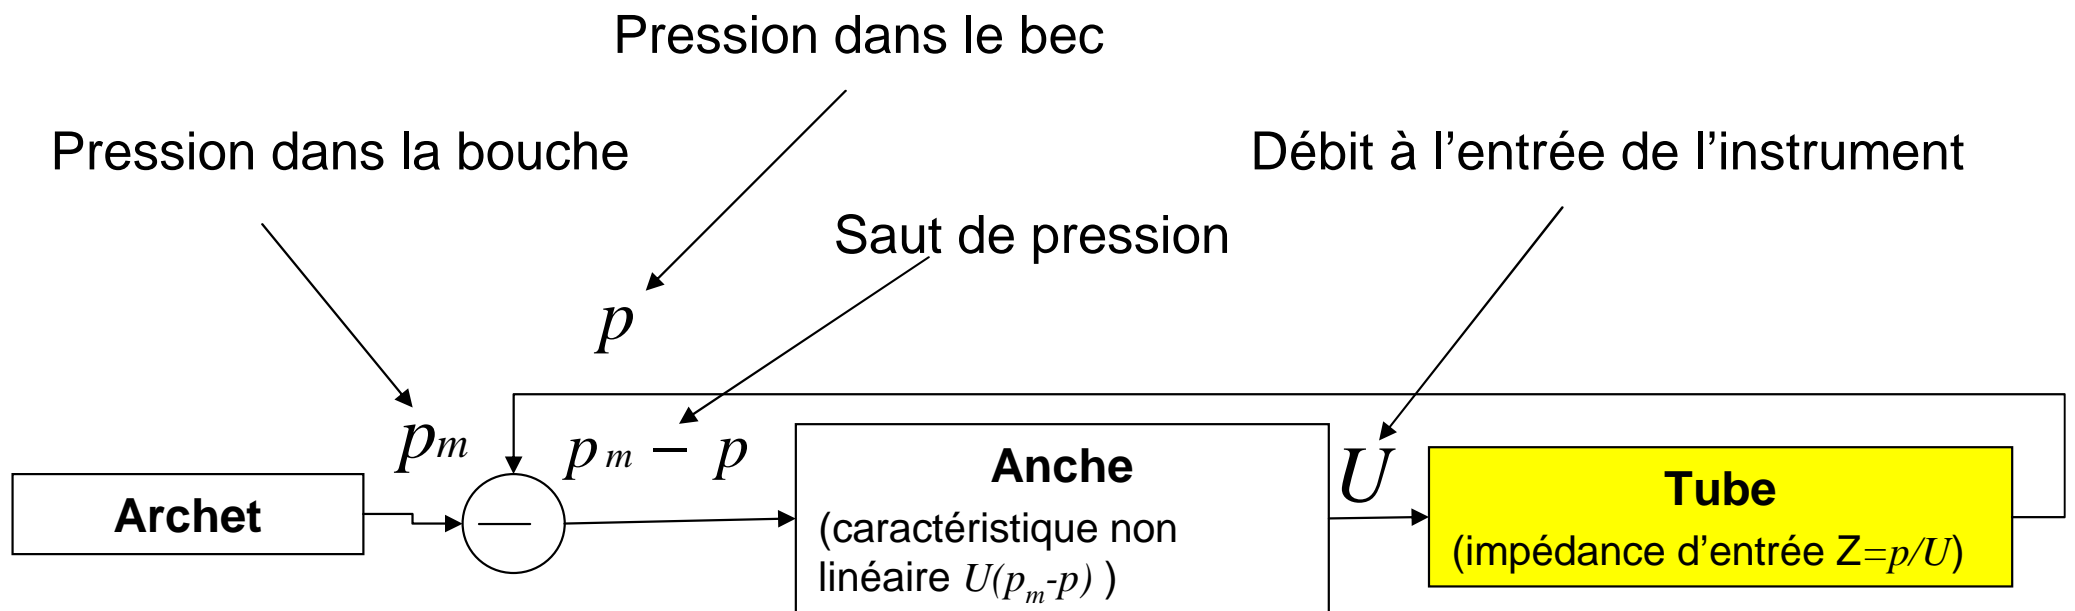 Pression dans le bec
Pression dans la bouche
Débit à l'entrée de l'instrument
Saut de pression
p
pm
pm − p
U
Archet
—
Anche
(caractéristique non
linéaire U(pm-p) )
Tube
(impédance d'entrée Z=p/U)